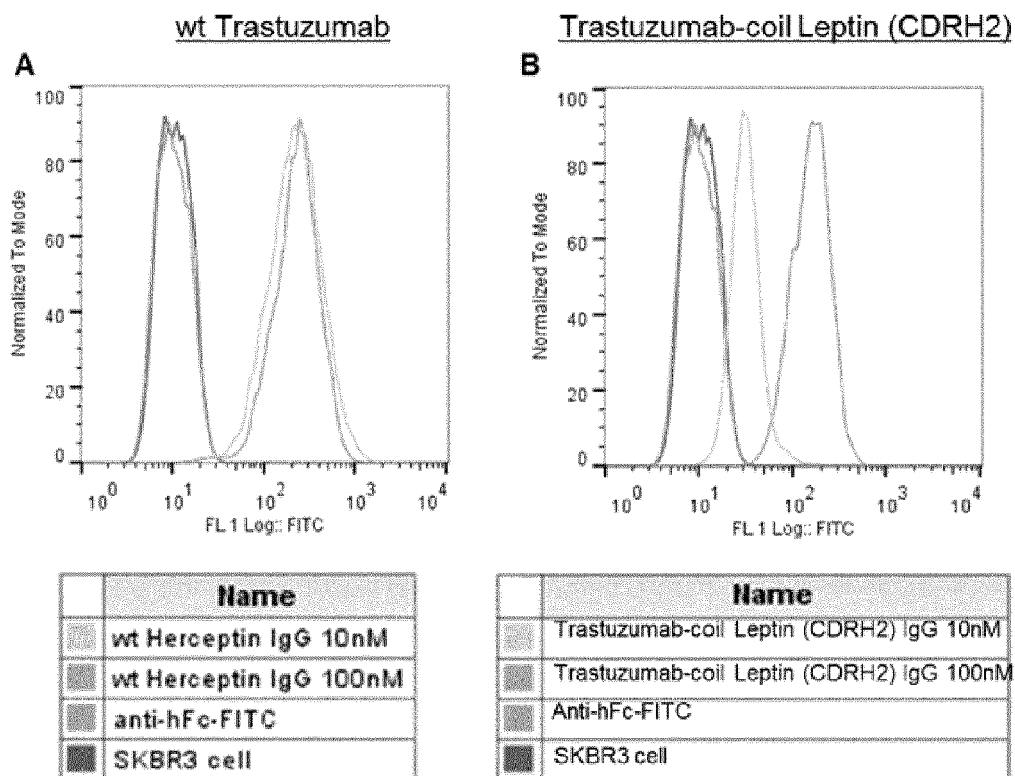 wt Trastuzumab
Trastuzumab-coil Leptin (CDRH2)
A
B
100
80
60
40
20
0
Normalized To Mode
10^0 10^1 10^2 10^3 10^4
FL 1 Log:: FITC
100
80
60
40
20
0
Normalized To Mode
10^0 10^1 10^2 10^3 10^4
FL 1 Log:: FITC
Name
wt Herceptin IgG 10nM
wt Herceptin IgG 100nM
anti-hFc-FITC
SKBR3 cell
Name
Trastuzumab-coil Leptin (CDRH2) IgG 10nM
Trastuzumab-coil Leptin (CDRH2) IgG 100nM
Anti-hFc-FITC
SKBR3 cell